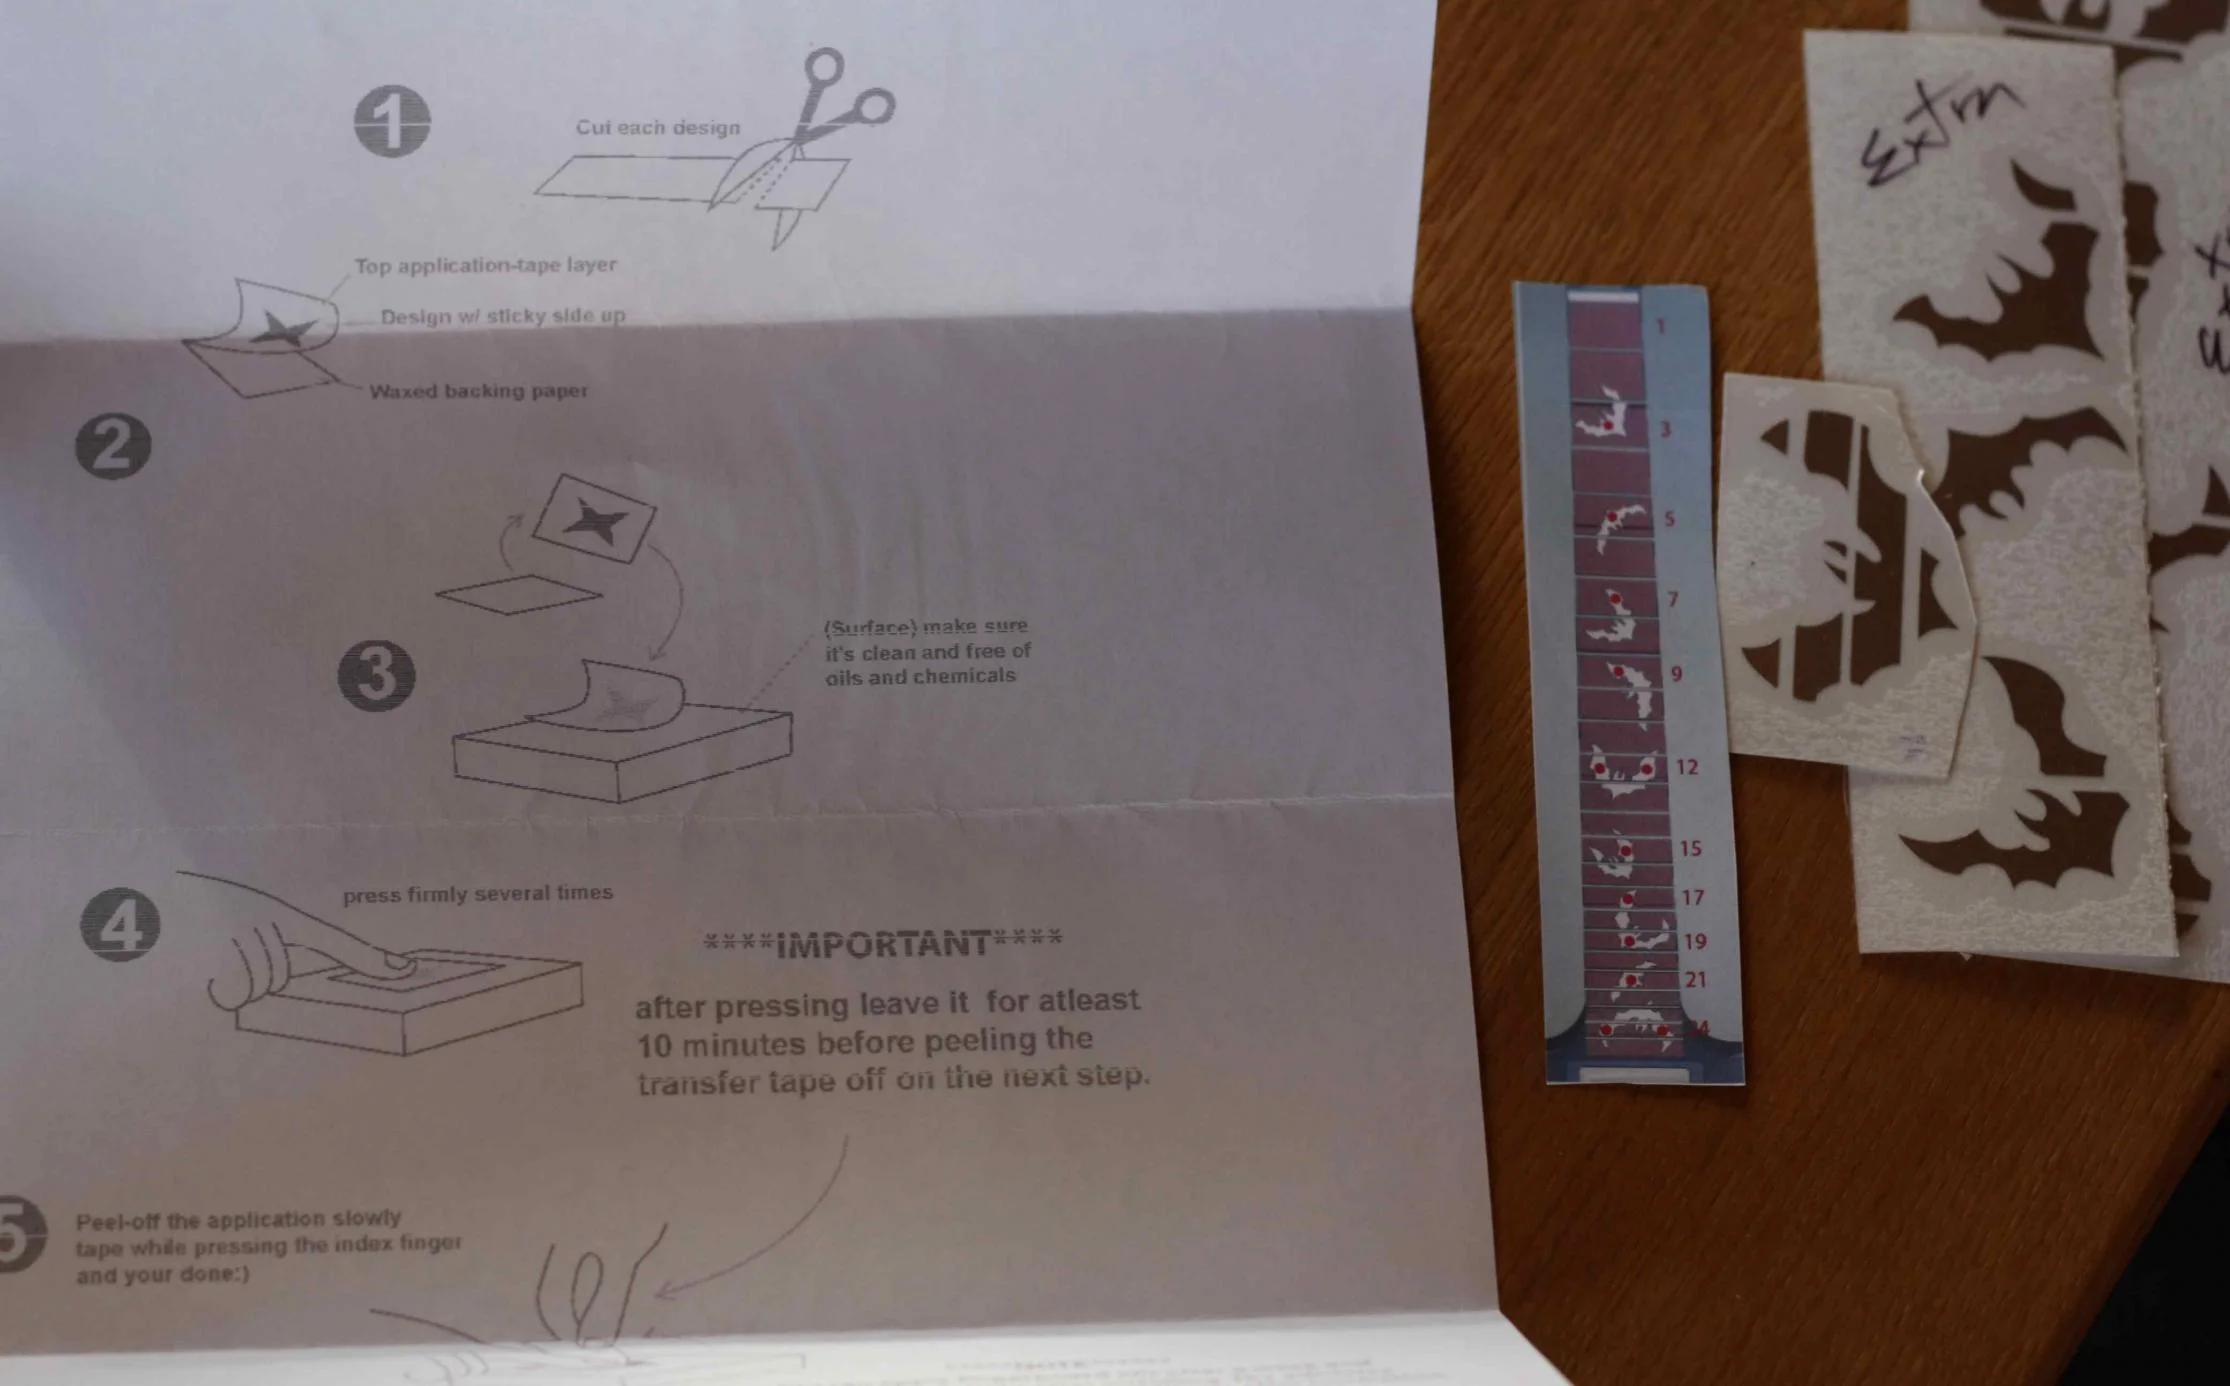 1
Cut each design
Top application-tape layer
Design w/ sticky side up
Waxed backing paper
2
3
(Surface) make sure
it's clean and free of
oils and chemicals
4
press firmly several times
****IMPORTANT****
after pressing leave it for atleast
10 minutes before peeling the
transfer tape off on the next step.
5
Peel-off the application slowly
tape while pressing the index finger
and your done:)
1
3
5
7
9
12
15
17
19
21
24
Extra